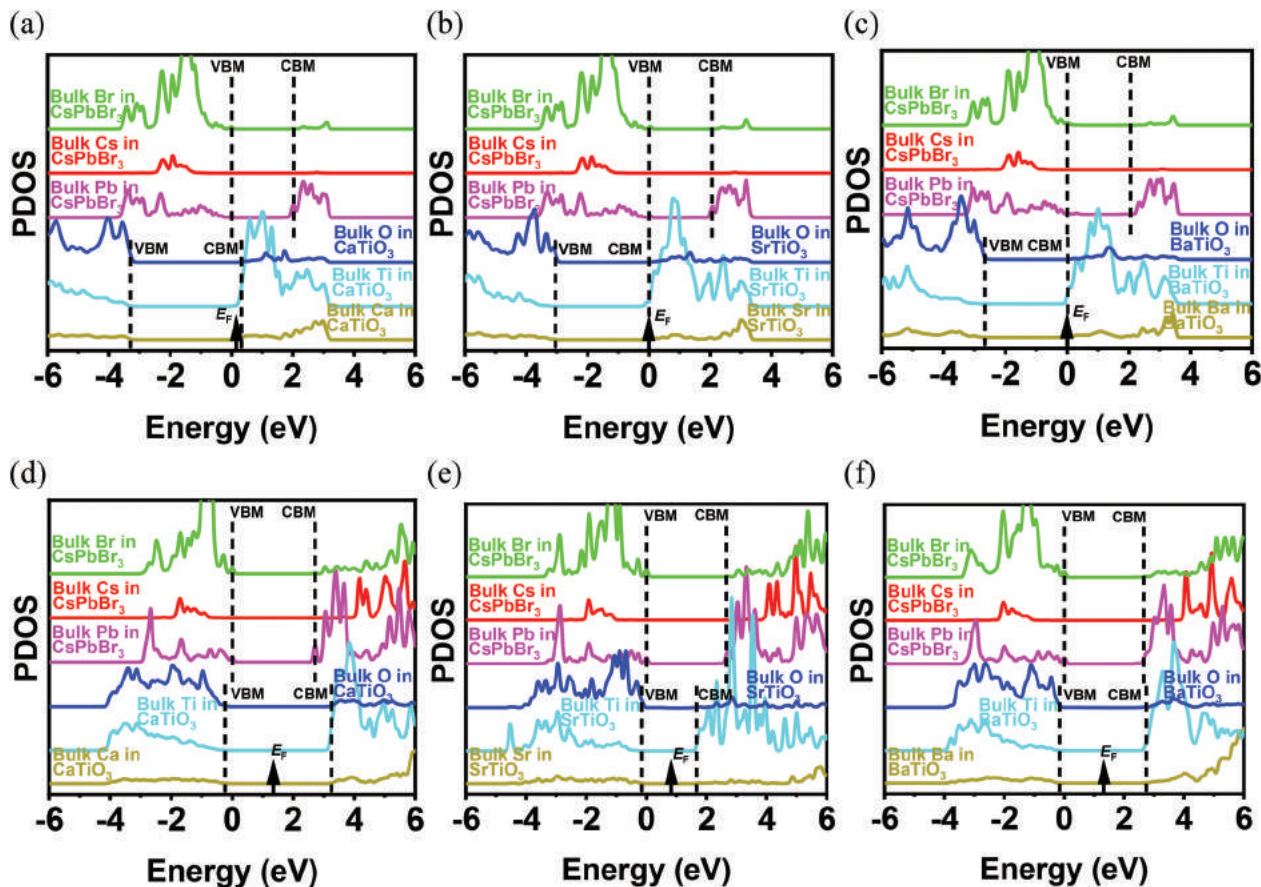 (a)
VBM CBM
Bulk Br in
CsPbBr3
Bulk Cs in
CsPbBr3
Bulk Pb in
CsPbBr3
VBM CBM
Bulk O in
CaTiO3
Bulk Ti in
CaTiO3
EF
Bulk Ca in
CaTiO3
PDOS
-6 -4 -2 0 2 4 6
Energy (eV)
(b)
VBM CBM
Bulk Br in
CsPbBr3
Bulk Cs in
CsPbBr3
Bulk Pb in
CsPbBr3
VBM CBM
Bulk O in
SrTiO3
Bulk Ti in
SrTiO3
EF
Bulk Sr in
SrTiO3
PDOS
-6 -4 -2 0 2 4 6
Energy (eV)
(c)
VBM CBM
Bulk Br in
CsPbBr3
Bulk Cs in
CsPbBr3
Bulk Pb in
CsPbBr3
VBM CBM
Bulk O in
BaTiO3
Bulk Ti in
BaTiO3
EF
Bulk Ba in
BaTiO3
PDOS
-6 -4 -2 0 2 4 6
Energy (eV)
(d)
VBM CBM
Bulk Br in
CsPbBr3
Bulk Cs in
CsPbBr3
Bulk Pb in
CsPbBr3
VBM CBM
Bulk O in
CaTiO3
Bulk Ti in
CaTiO3
EF
Bulk Ca in
CaTiO3
PDOS
-6 -4 -2 0 2 4 6
Energy (eV)
(e)
VBM CBM
Bulk Br in
CsPbBr3
Bulk Cs in
CsPbBr3
Bulk Pb in
CsPbBr3
VBM CBM
Bulk O in
SrTiO3
Bulk Ti in
SrTiO3
EF
Bulk Sr in
SrTiO3
PDOS
-6 -4 -2 0 2 4 6
Energy (eV)
(f)
VBM CBM
Bulk Br in
CsPbBr3
Bulk Cs in
CsPbBr3
Bulk Pb in
CsPbBr3
VBM CBM
Bulk O in
BaTiO3
Bulk Ti in
BaTiO3
EF
Bulk Ba in
BaTiO3
PDOS
-6 -4 -2 0 2 4 6
Energy (eV)